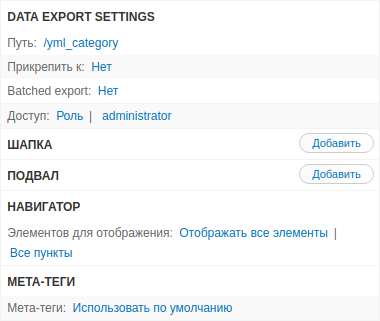 DATA EXPORT SETTINGS
Путь: /yml_category
Прикрепить к: Нет
Batched export: Нет
Доступ: Роль | administrator
ШАПКА Добавить
ПОДВАЛ Добавить
НАВИГАТОР
Элементов для отображения: Отображать все элементы |
Все пункты
МЕТА-ТЕГИ
Мета-теги: Использовать по умолчанию